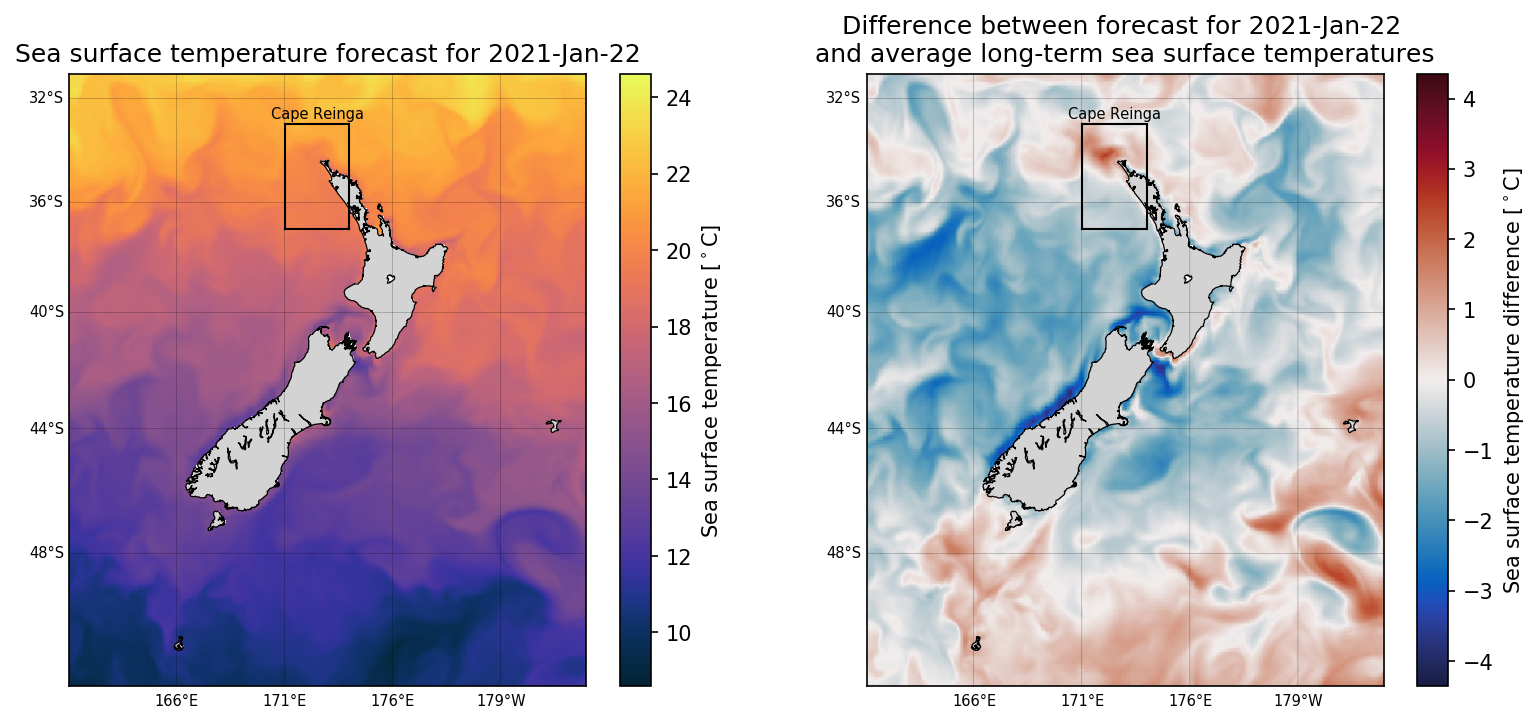 Sea surface temperature forecast for 2021-Jan-22
32°S
36°S
40°S
44°S
48°S
166°E
171°E
176°E
179°W
Cape Reinga
24
22
20
18
16
14
12
10
Sea surface temperature [°C]
Difference between forecast for 2021-Jan-22
and average long-term sea surface temperatures
32°S
36°S
40°S
44°S
48°S
166°E
171°E
176°E
179°W
Cape Reinga
4
3
2
1
0
−1
−2
−3
−4
Sea surface temperature difference [°C]